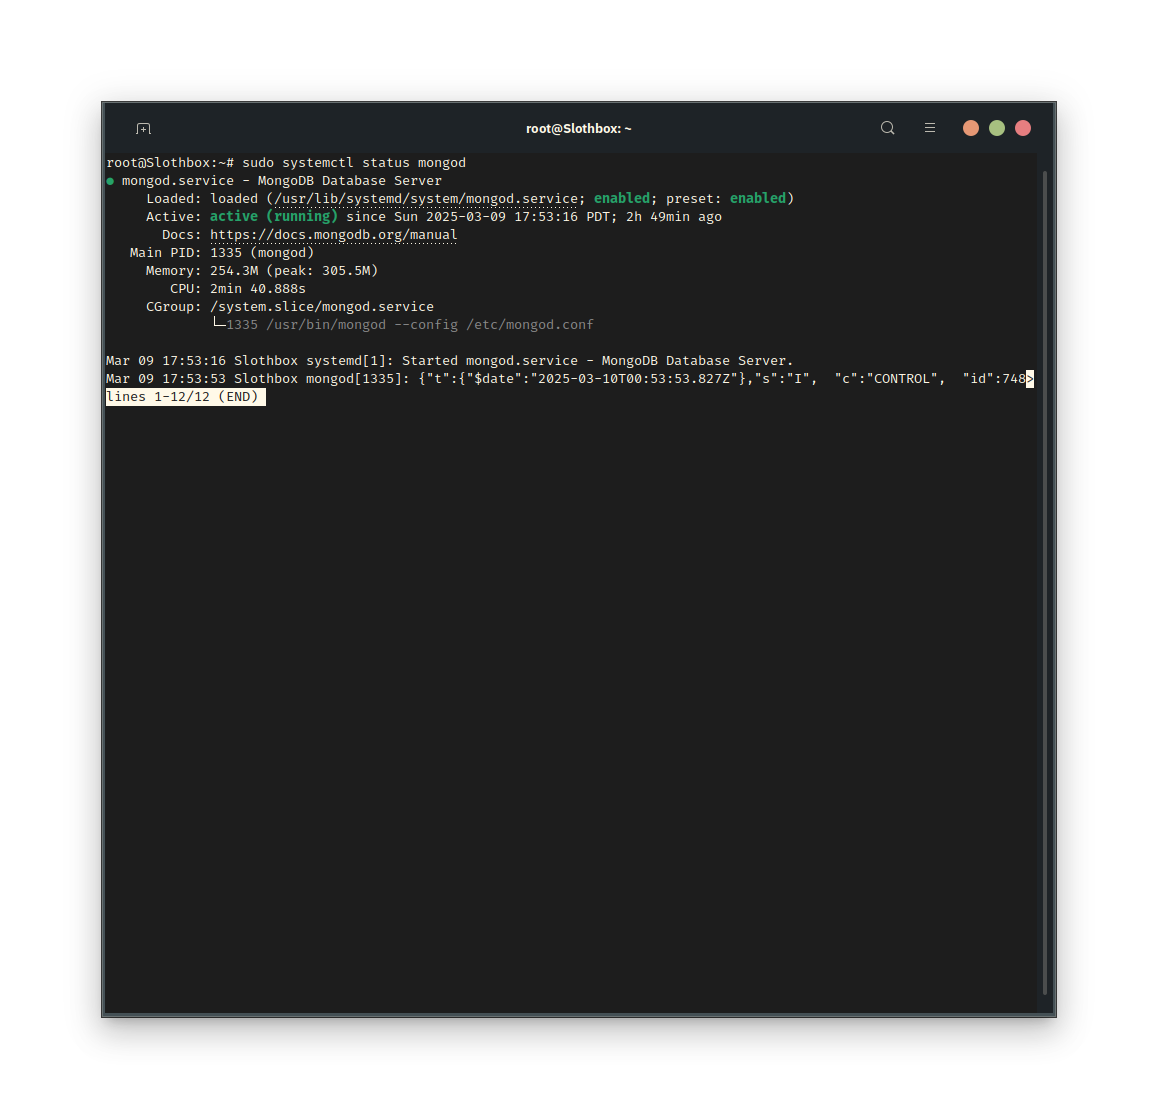 root@Slothbox: ~
root@Slothbox:~# sudo systemctl status mongod
● mongod.service - MongoDB Database Server
     Loaded: loaded (/usr/lib/systemd/system/mongod.service; enabled; preset: enabled)
     Active: active (running) since Sun 2025-03-09 17:53:16 PDT; 2h 49min ago
       Docs: https://docs.mongodb.org/manual
   Main PID: 1335 (mongod)
     Memory: 254.3M (peak: 305.5M)
        CPU: 2min 40.888s
     CGroup: /system.slice/mongod.service
             └─1335 /usr/bin/mongod --config /etc/mongod.conf

Mar 09 17:53:16 Slothbox systemd[1]: Started mongod.service - MongoDB Database Server.
Mar 09 17:53:53 Slothbox mongod[1335]: {"t":{"$date":"2025-03-10T00:53:53.827Z"},"s":"I",  "c":"CONTROL",  "id":748>
lines 1-12/12 (END)